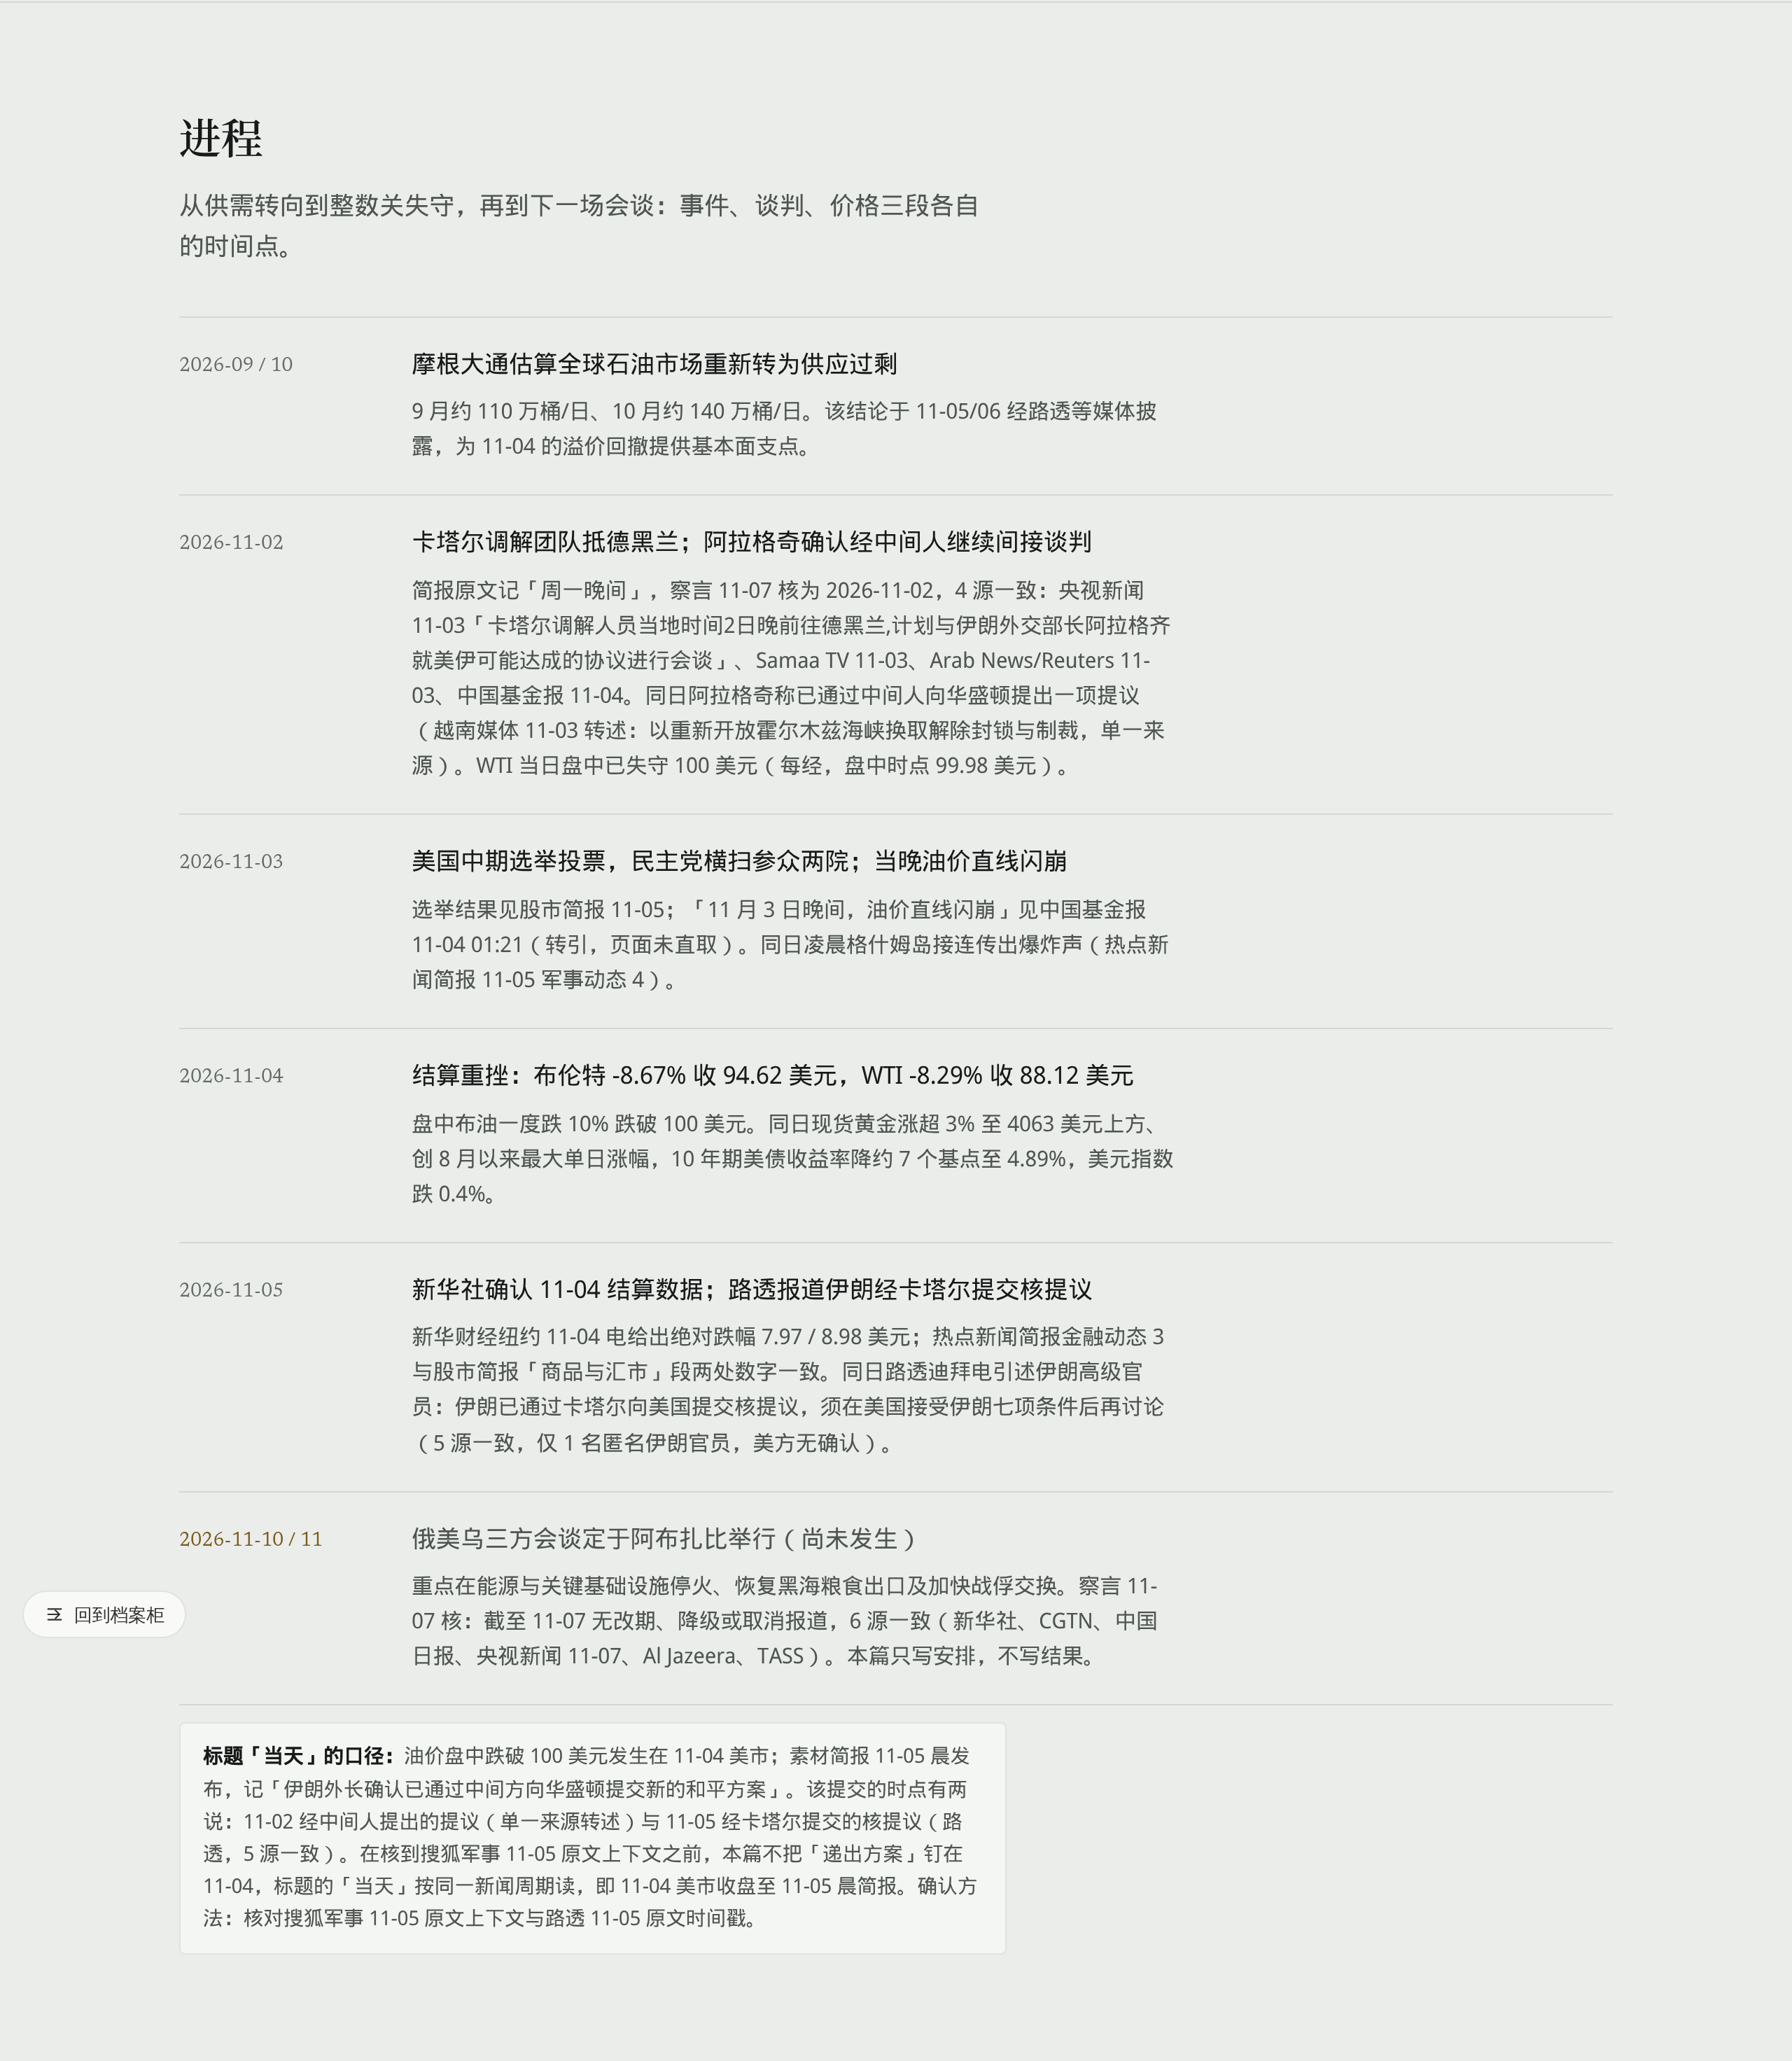 进程
从供需转向到整数关失守，再到下一场会谈：事件、谈判、价格三段各自
的时间点。
2026-09 / 10
摩根大通估算全球石油市场重新转为供应过剩
9 月约 110 万桶/日、10 月约 140 万桶/日。该结论于 11-05/06 经路透等媒体披
露，为 11-04 的溢价回撤提供基本面支点。
2026-11-02
卡塔尔调解团队抵德黑兰；阿拉格奇确认经中间人继续间接谈判
简报原文记「周一晚间」，察言 11-07 核为 2026-11-02，4 源一致：央视新闻
11-03「卡塔尔调解人员当地时间2日晚前往德黑兰,计划与伊朗外交部长阿拉格齐
就美伊可能达成的协议进行会谈」、Samaa TV 11-03、Arab News/Reuters 11-
03、中国基金报 11-04。同日阿拉格奇称已通过中间人向华盛顿提出一项提议
（越南媒体 11-03 转述：以重新开放霍尔木兹海峡换取解除封锁与制裁，单一来
源）。WTI 当日盘中已失守 100 美元（每经，盘中时点 99.98 美元）。
2026-11-03
美国中期选举投票，民主党横扫参众两院；当晚油价直线闪崩
选举结果见股市简报 11-05；「11 月 3 日晚间，油价直线闪崩」见中国基金报
11-04 01:21（转引，页面未直取）。同日凌晨格什姆岛接连传出爆炸声（热点新
闻简报 11-05 军事动态 4）。
2026-11-04
结算重挫：布伦特 -8.67% 收 94.62 美元，WTI -8.29% 收 88.12 美元
盘中布油一度跌 10% 跌破 100 美元。同日现货黄金涨超 3% 至 4063 美元上方、
创 8 月以来最大单日涨幅，10 年期美债收益率降约 7 个基点至 4.89%，美元指数
跌 0.4%。
2026-11-05
新华社确认 11-04 结算数据；路透报道伊朗经卡塔尔提交核提议
新华财经纽约 11-04 电给出绝对跌幅 7.97 / 8.98 美元；热点新闻简报金融动态 3
与股市简报「商品与汇市」段两处数字一致。同日路透迪拜电引述伊朗高级官
员：伊朗已通过卡塔尔向美国提交核提议，须在美国接受伊朗七项条件后再讨论
（5 源一致，仅 1 名匿名伊朗官员，美方无确认）。
2026-11-10 / 11
俄美乌三方会谈定于阿布扎比举行（尚未发生）
重点在能源与关键基础设施停火、恢复黑海粮食出口及加快战俘交换。察言 11-
07 核：截至 11-07 无改期、降级或取消报道，6 源一致（新华社、CGTN、中国
日报、央视新闻 11-07、Al Jazeera、TASS）。本篇只写安排，不写结果。
回到档案柜
标题「当天」的口径：油价盘中跌破 100 美元发生在 11-04 美市；素材简报 11-05 晨发
布，记「伊朗外长确认已通过中间方向华盛顿提交新的和平方案」。该提交的时点有两
说：11-02 经中间人提出的提议（单一来源转述）与 11-05 经卡塔尔提交的核提议（路
透，5 源一致）。在核到搜狐军事 11-05 原文上下文之前，本篇不把「递出方案」钉在
11-04，标题的「当天」按同一新闻周期读，即 11-04 美市收盘至 11-05 晨简报。确认方
法：核对搜狐军事 11-05 原文上下文与路透 11-05 原文时间戳。